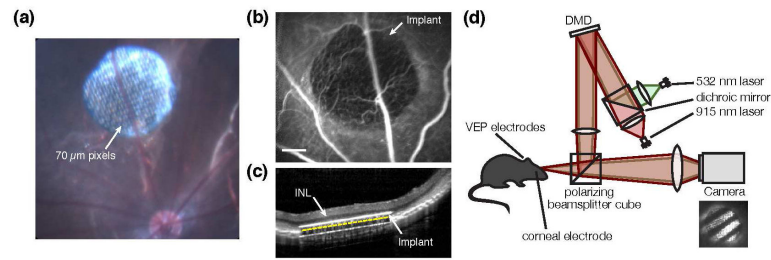 (a)
70 µm pixels
(b)
Implant
(c)
INL
Implant
(d)
DMD
532 nm laser
dichroic mirror
915 nm laser
VEP electrodes
polarizing
beamsplitter cube
Camera
corneal electrode